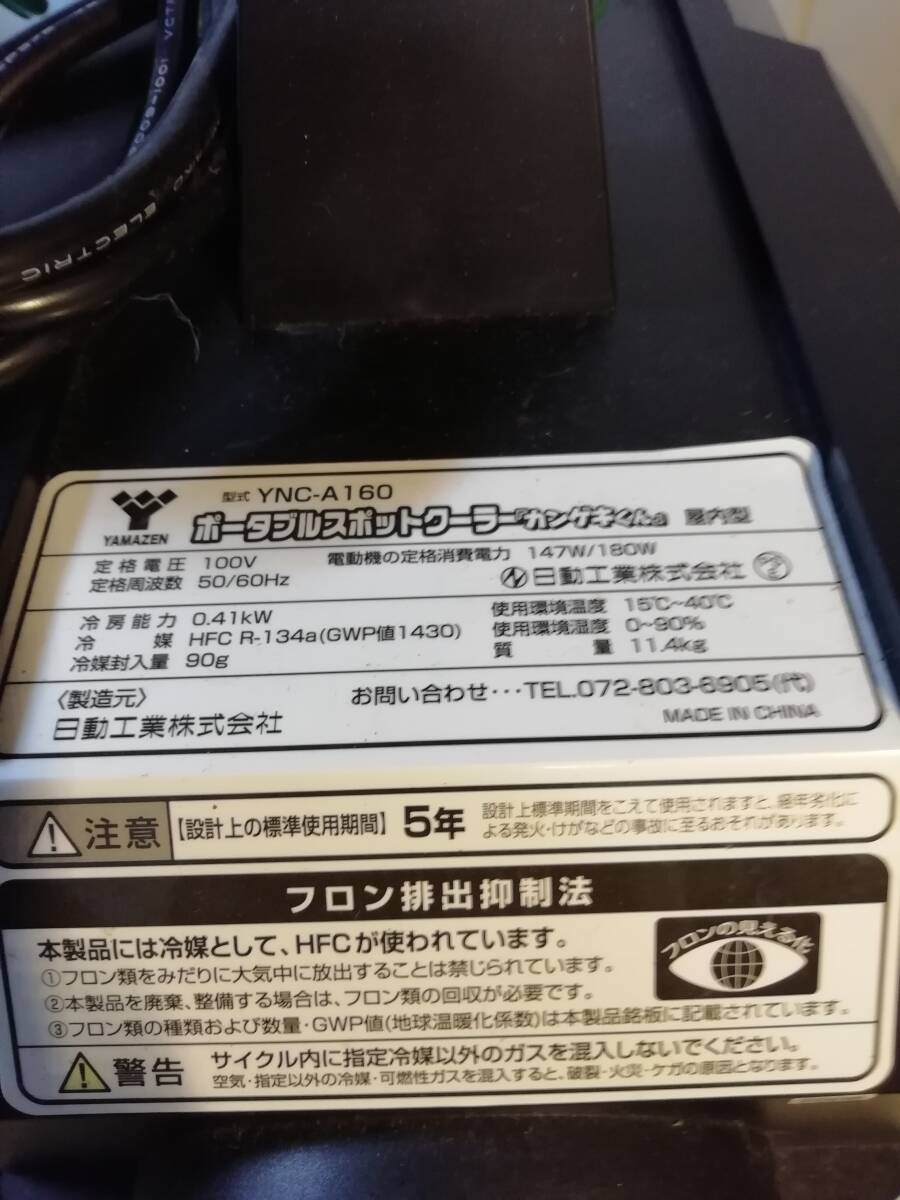 ELECTRIC
型式 YNC-A160
YAMAZEN
ポータブルスポットクーラー『カンゲキくん』 屋内型
定格電圧 100V 電動機の定格消費電力 147W/180W
定格周波数 50/60Hz 日動工業株式会社
冷房能力 0.41kW 使用環境温度 15℃~40℃
冷媒 HFC R-134a(GWP値1430) 使用環境湿度 0~90%
冷媒封入量 90g 質量 11.4kg
〈製造元〉 お問い合わせ…TEL.072-803-6905(代)
日動工業株式会社 MADE IN CHINA
注意 【設計上の標準使用期間】 5年 設計上標準期間をこえて使用されますと、経年劣化に
よる発火・けがなどの事故に至るおそれがあります。
フロン排出抑制法
本製品には冷媒として、HFCが使われています。
フロンの見える化
①フロン類をみだりに大気中に放出することは禁じられています。
②本製品を廃棄、整備する場合は、フロン類の回収が必要です。
③フロン類の種類および数量・GWP値(地球温暖化係数)は本製品銘板に記載されています。
警告 サイクル内に指定冷媒以外のガスを混入しないでください。
空気・指定以外の冷媒・可燃性ガスを混入すると、破裂・火災・ケガの原因となります。